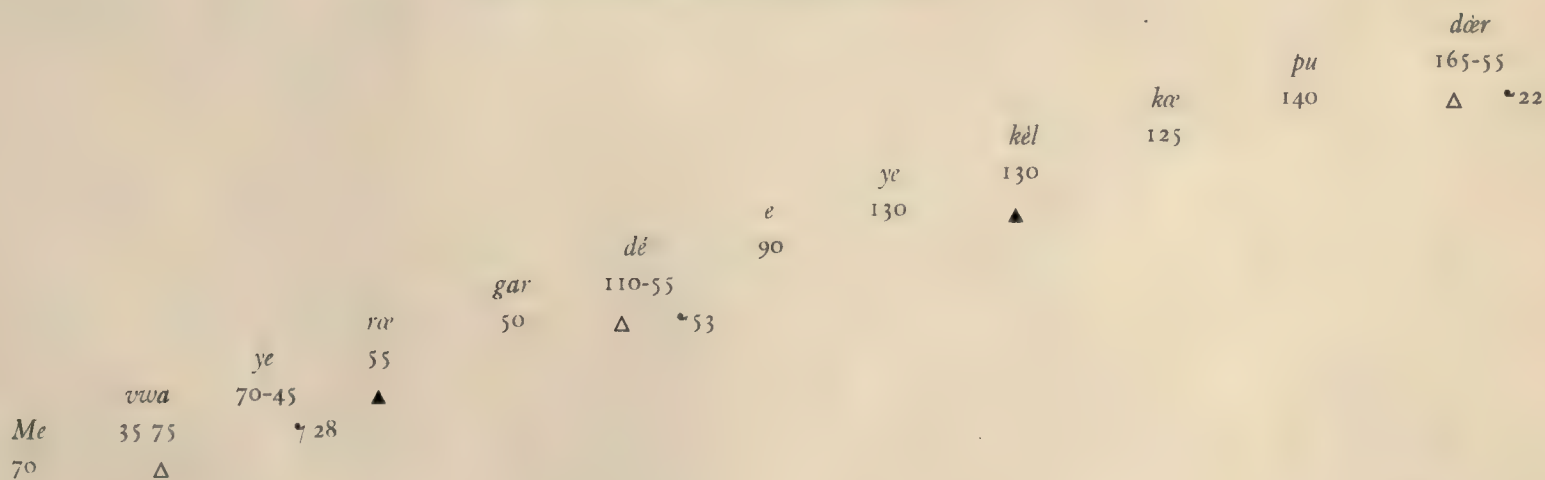 dœ̀r
pu 165-55
kœ 140 △ 22
kèl 125
ye 130
e 130 ▲
dé 90
gar 110-55
rœ 50 △ 53
ye 55
vwa 70-45 ▲
Me 35 75 28
70 △